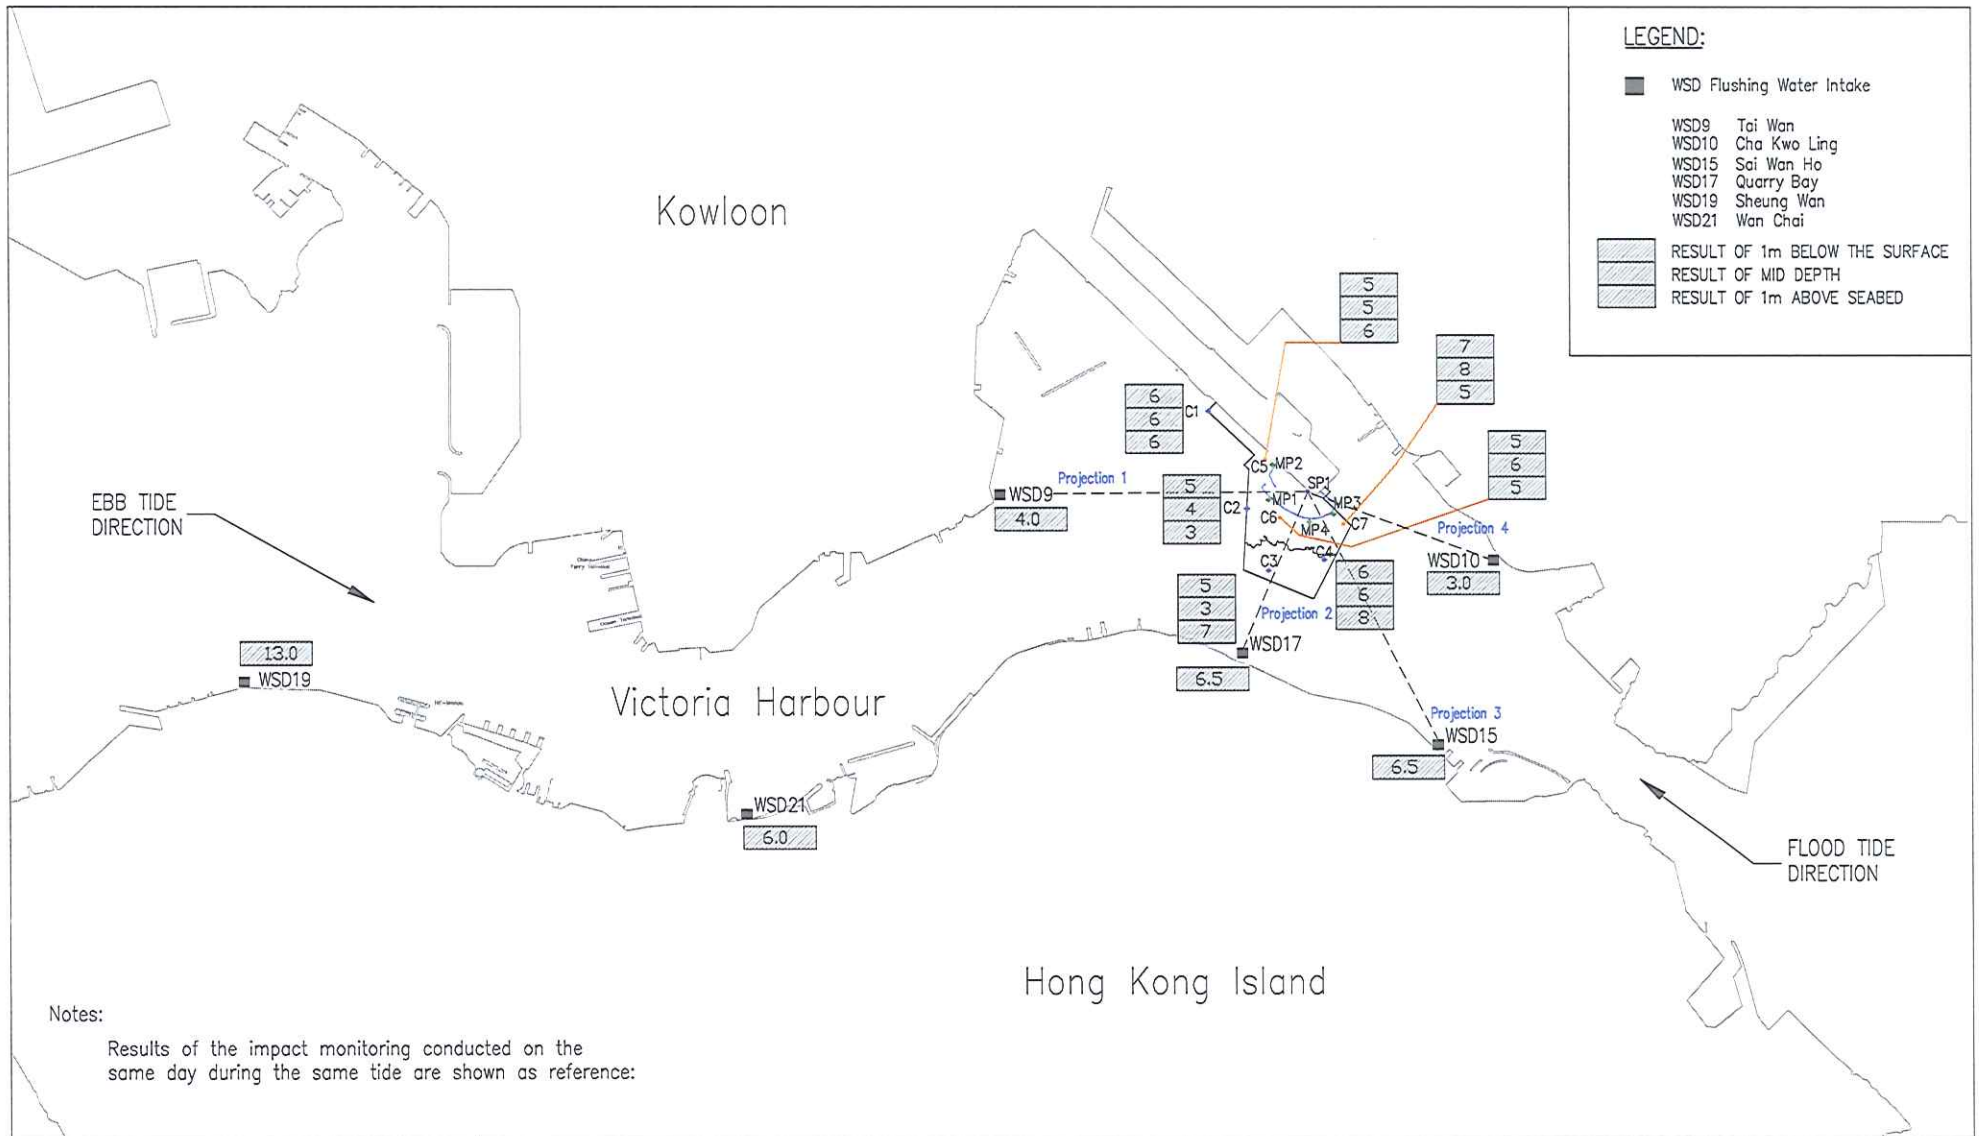 LEGEND:
WSD Flushing Water Intake
WSD9 Tai Wan
WSD10 Cha Kwo Ling
WSD15 Sai Wan Ho
WSD17 Quarry Bay
WSD19 Sheung Wan
WSD21 Wan Chai
RESULT OF 1m BELOW THE SURFACE
RESULT OF MID DEPTH
RESULT OF 1m ABOVE SEABED
Kowloon
5
5
6
7
8
5
6
6
6
C1
5
6
5
C5
MP2
SP1
Projection 1
WSD9
4.0
5
4
3
C2
MP1
MP3
C6
C7
MP4
Projection 4
C3
C4
WSD10
3.0
EBB TIDE
DIRECTION
6
6
8
5
3
7
Projection 2
WSD17
6.5
13.0
WSD19
Victoria Harbour
Projection 3
WSD15
6.5
WSD21
6.0
FLOOD TIDE
DIRECTION
Hong Kong Island
Notes:
Results of the impact monitoring conducted on the
same day during the same tide are shown as reference: